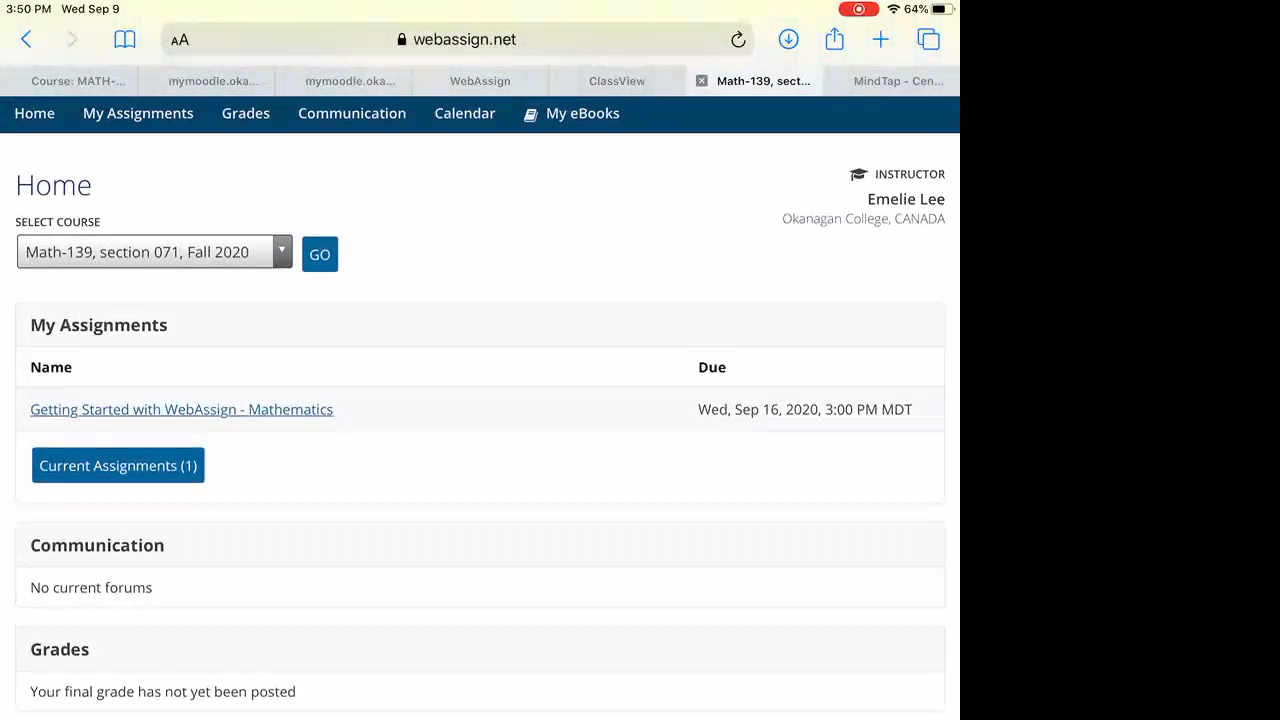 3:50 PM Wed Sep 9
64%
AA
webassign.net
Course: MATH-...
mymoodle.oka...
mymoodle.oka...
WebAssign
ClassView
Math-139, sect...
MindTap - Cen...
Home
My Assignments
Grades
Communication
Calendar
My eBooks
Home
INSTRUCTOR
Emelie Lee
Okanagan College, CANADA
SELECT COURSE
Math-139, section 071, Fall 2020
GO
My Assignments
Name Due
Getting Started with WebAssign - Mathematics Wed, Sep 16, 2020, 3:00 PM MDT
Current Assignments (1)
Communication
No current forums
Grades
Your final grade has not yet been posted